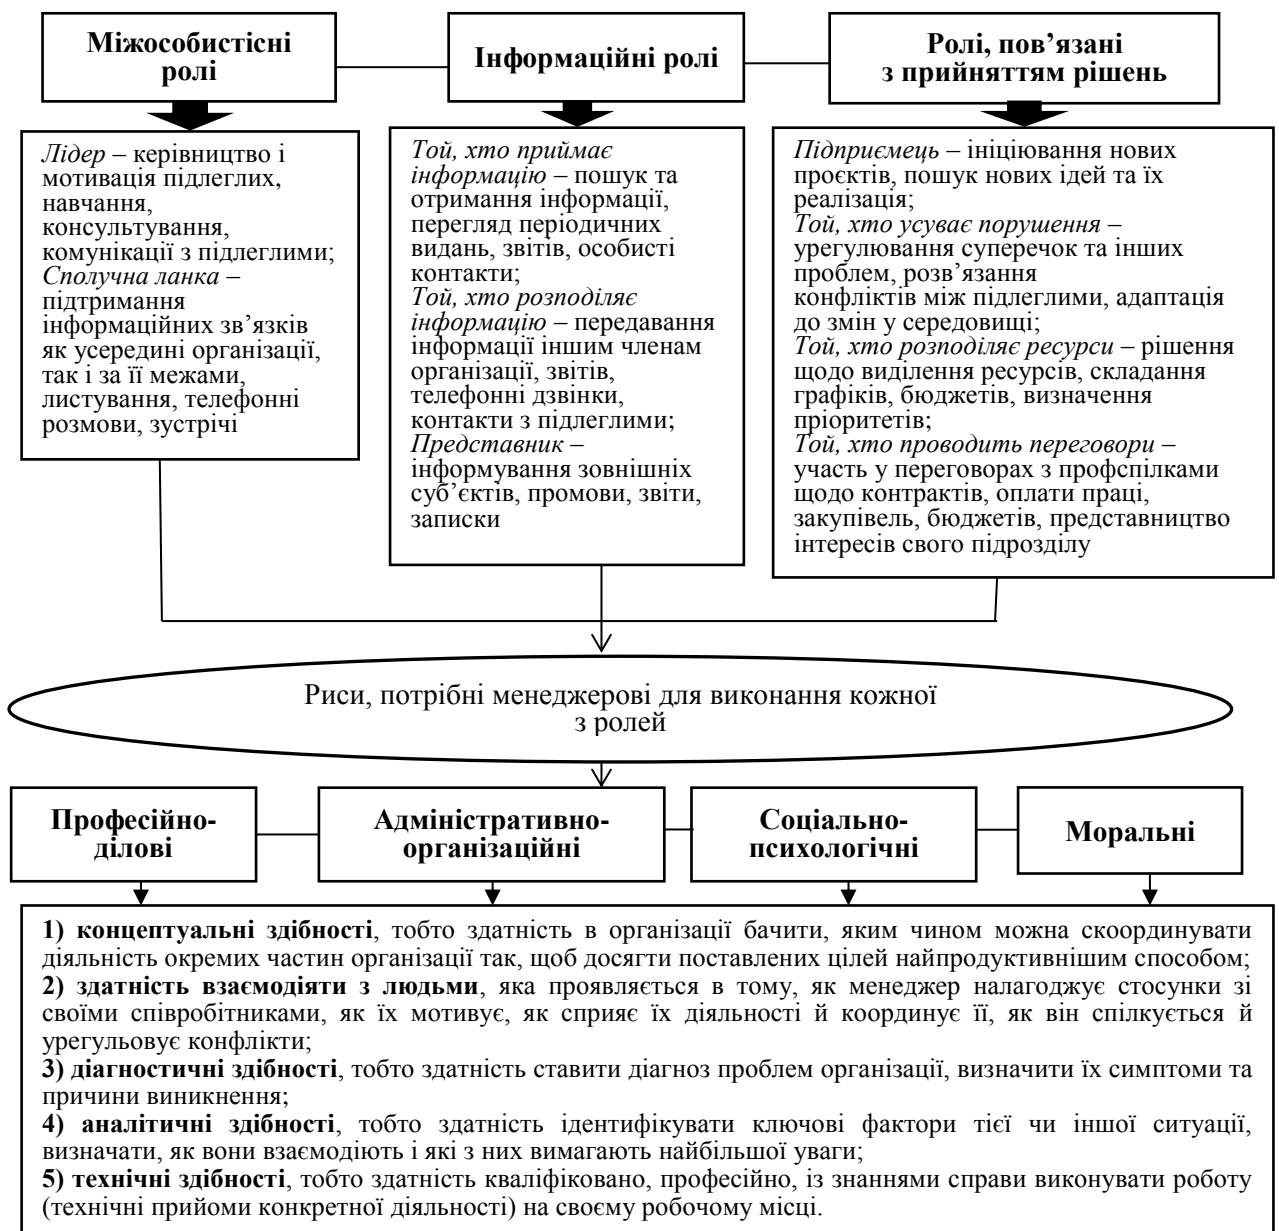 Міжособистісні
ролі
Інформаційні ролі
Ролі, пов’язані
з прийняттям рішень
Лідер – керівництво і
мотивація підлеглих,
навчання,
консультування,
комунікації з підлеглими;
Сполучна ланка –
підтримання
інформаційних зв’язків
як усередині організації,
так і за її межами,
листування, телефонні
розмови, зустрічі
Той, хто приймає
інформацію – пошук та
отримання інформації,
перегляд періодичних
видань, звітів, особисті
контакти;
Той, хто розподіляє
інформацію – передавання
інформації іншим членам
організації, звітів,
телефонні дзвінки,
контакти з підлеглими;
Представник –
інформування зовнішніх
суб’єктів, промови, звіти,
записки
Підприємець – ініціювання нових
проєктів, пошук нових ідей та їх
реалізація;
Той, хто усуває порушення –
урегулювання суперечок та інших
проблем, розв’язання
конфліктів між підлеглими, адаптація
до змін у середовищі;
Той, хто розподіляє ресурси – рішення
щодо виділення ресурсів, складання
графіків, бюджетів, визначення
пріоритетів;
Той, хто проводить переговори –
участь у переговорах з профспілками
щодо контрактів, оплати праці,
закупівель, бюджетів, представництво
інтересів свого підрозділу
Риси, потрібні менеджерові для виконання кожної
з ролей
Професійно-
ділові
Адміністративно-
організаційні
Соціально-
психологічні
Моральні
1) концептуальні здібності, тобто здатність в організації бачити, яким чином можна скоординувати
діяльність окремих частин організації так, щоб досягти поставлених цілей найпродуктивнішим способом;
2) здатність взаємодіяти з людьми, яка проявляється в тому, як менеджер налагоджує стосунки зі
своїми співробітниками, як їх мотивує, як сприяє їх діяльності й координує її, як він спілкується й
урегульовує конфлікти;
3) діагностичні здібності, тобто здатність ставити діагноз проблем організації, визначити їх симптоми та
причини виникнення;
4) аналітичні здібності, тобто здатність ідентифікувати ключові фактори тієї чи іншої ситуації,
визначати, як вони взаємодіють і які з них вимагають найбільшої уваги;
5) технічні здібності, тобто здатність кваліфіковано, професійно, із знаннями справи виконувати роботу
(технічні прийоми конкретної діяльності) на своєму робочому місці.